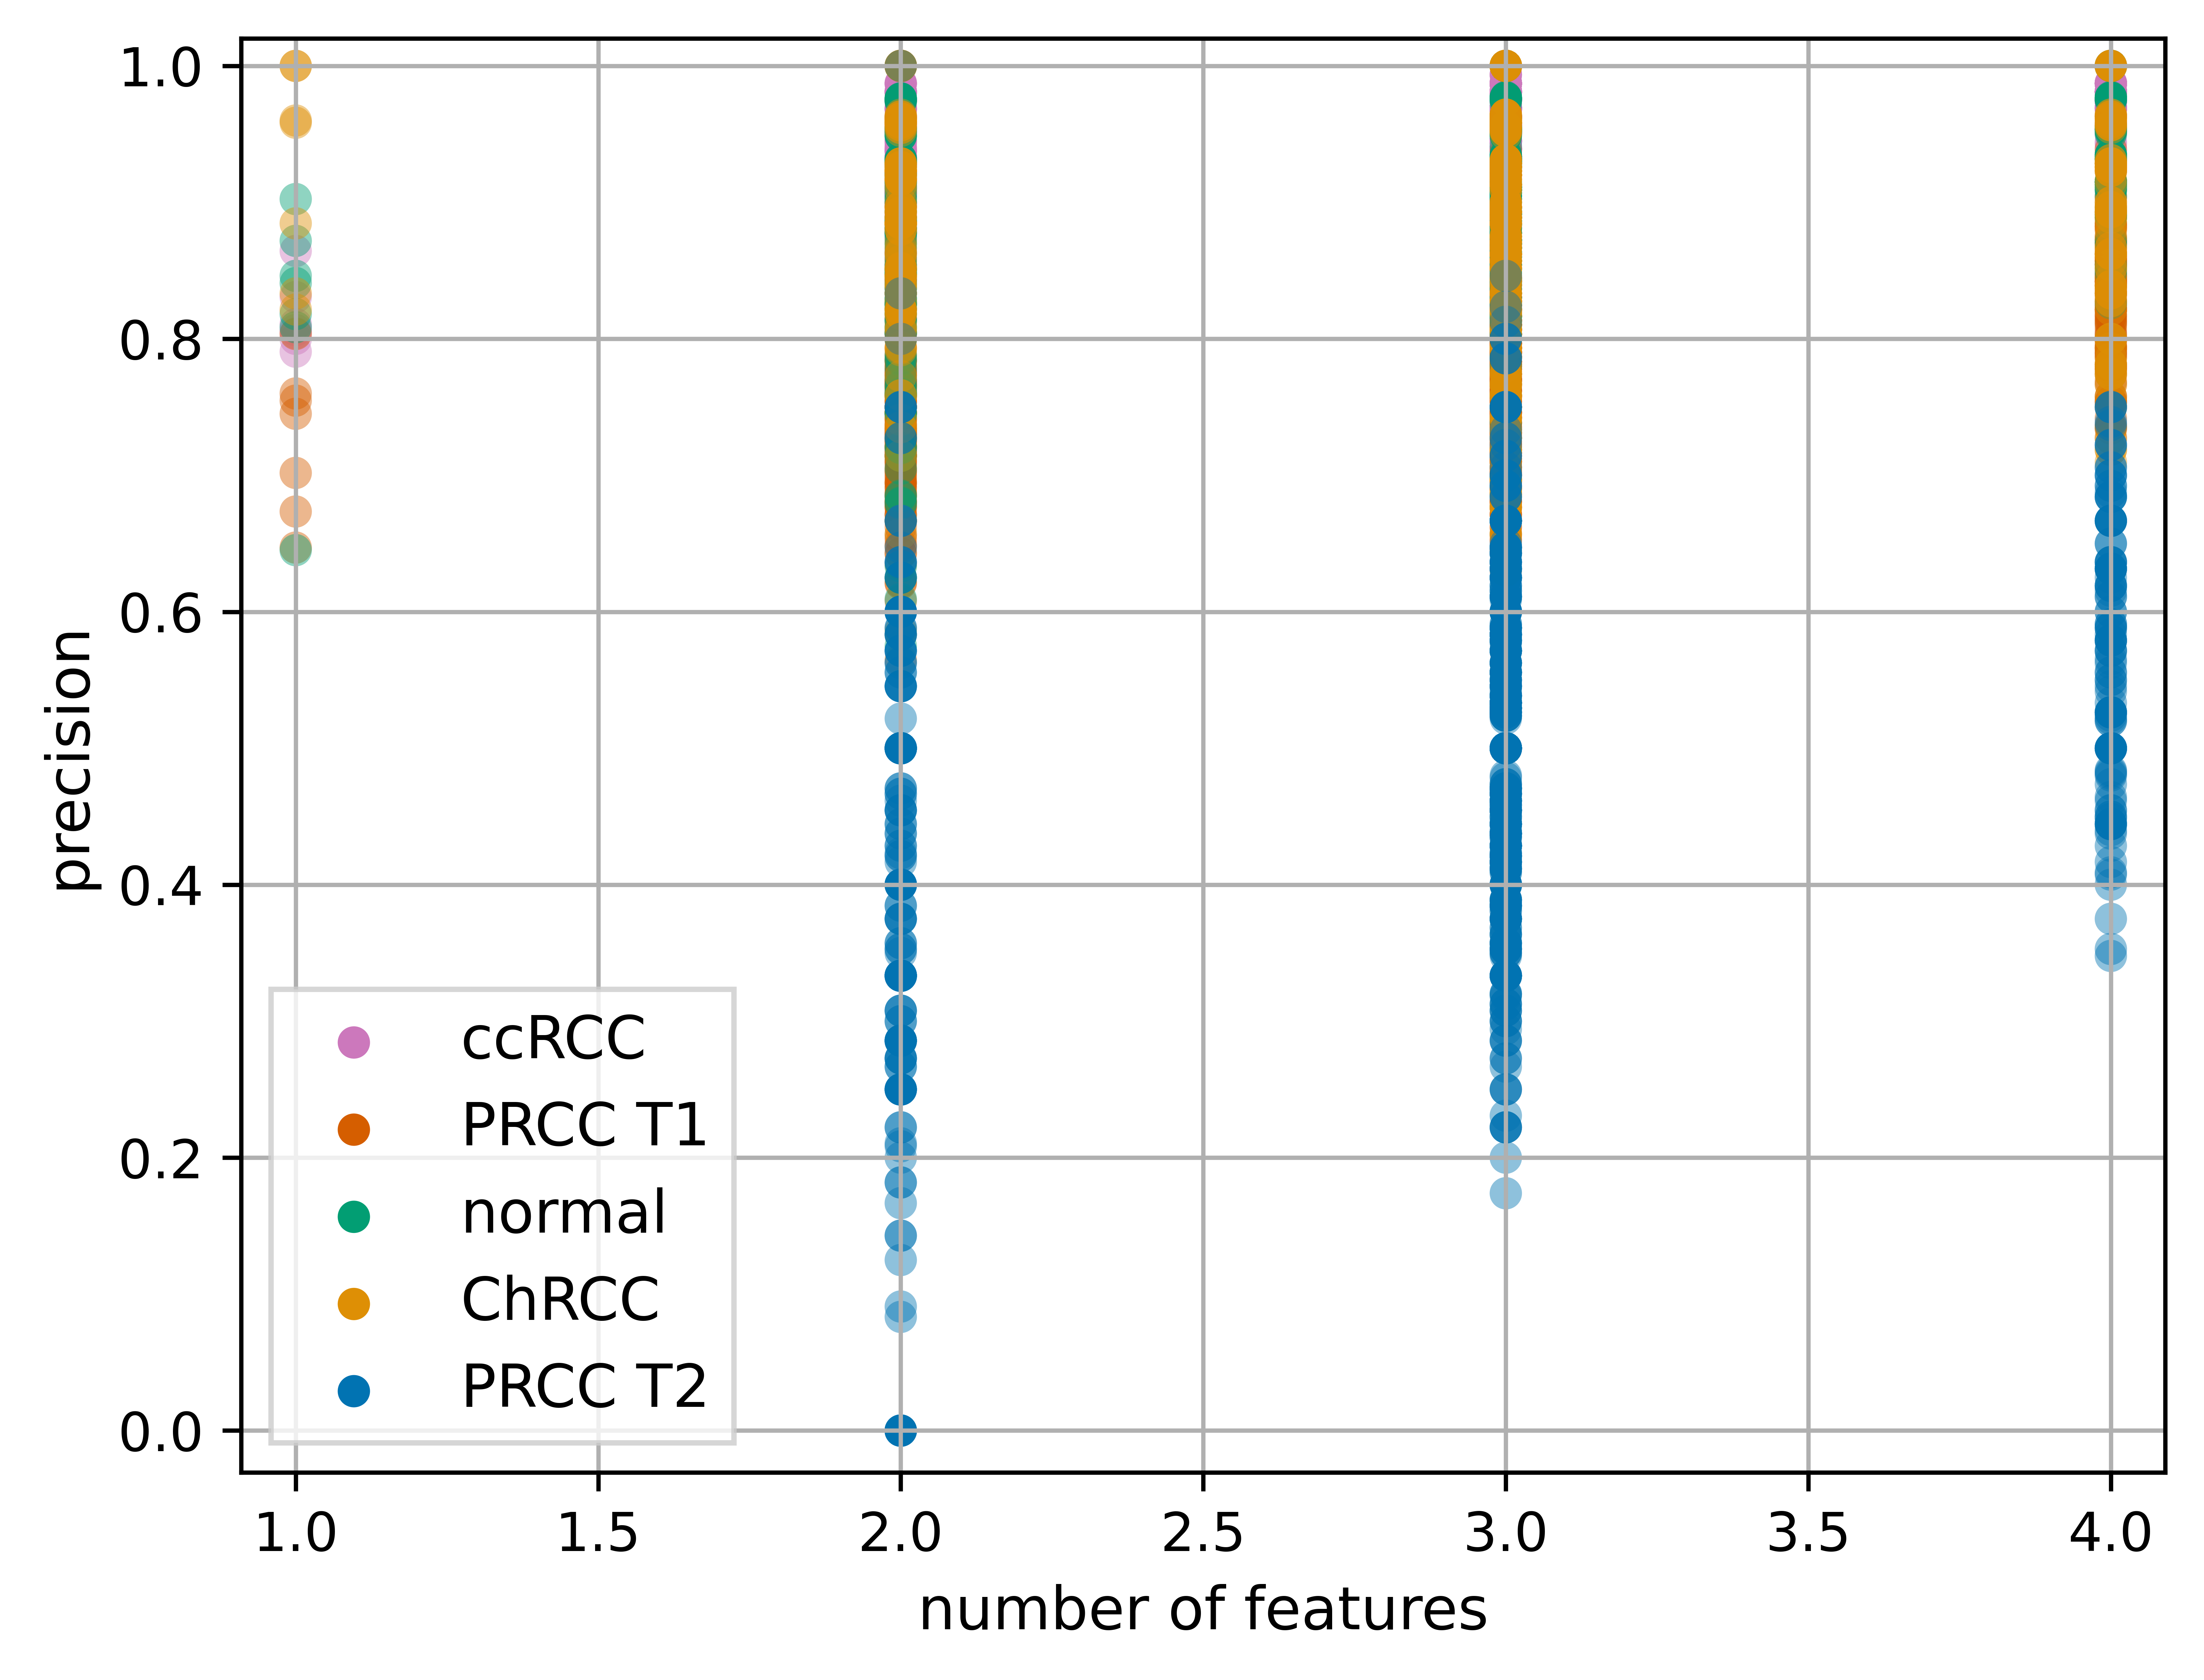 precision
1.0
0.8
0.6
0.4
0.2
0.0
ccRCC
PRCC T1
normal
ChRCC
PRCC T2
1.0 1.5 2.0 2.5 3.0 3.5 4.0
number of features